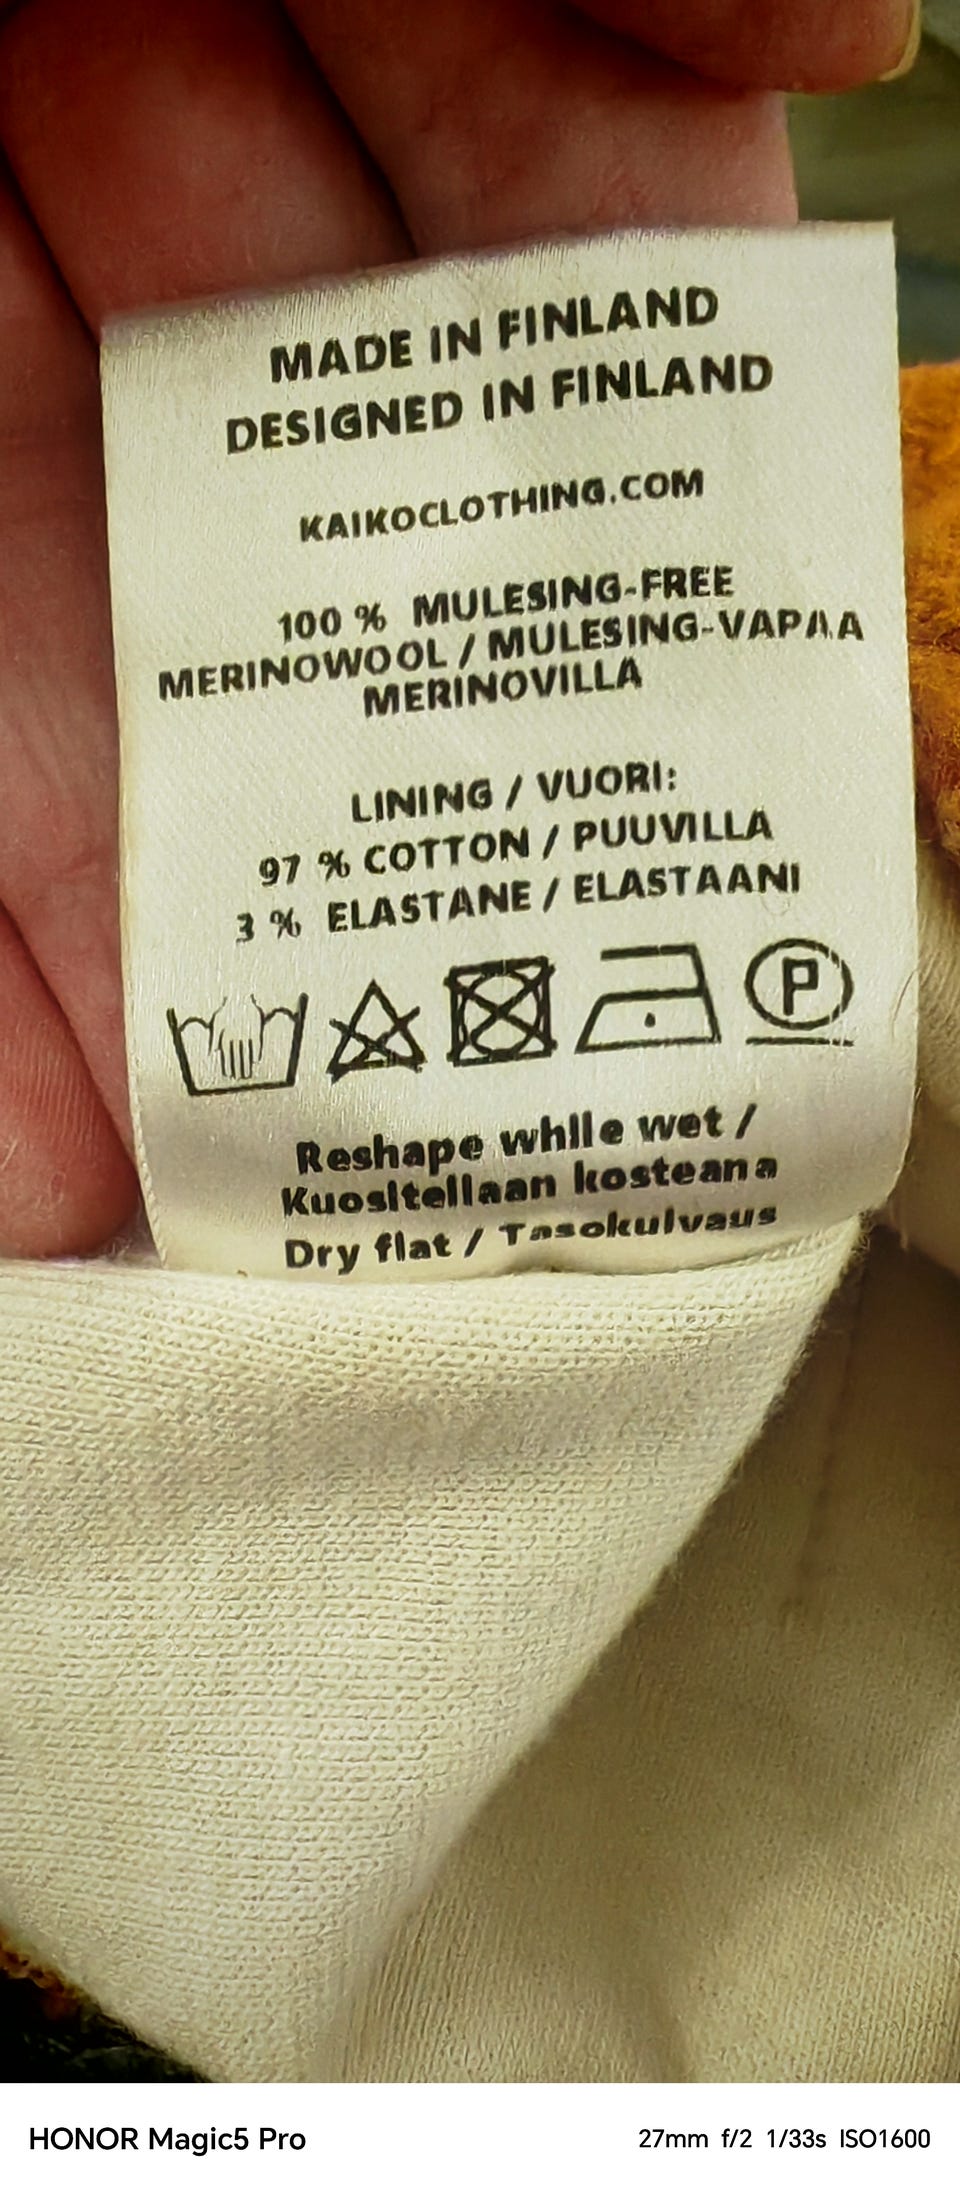 MADE IN FINLAND
DESIGNED IN FINLAND
KAIKOCLOTHING.COM
100 % MULESING-FREE
MERINOWOOL / MULESING-VAPAA
MERINOVILLA
LINING / VUORI:
97 % COTTON / PUUVILLA
3 % ELASTANE / ELASTAANI
P
Reshape while wet /
Kuositellaan kosteana
Dry flat / Tasokuivaus
HONOR Magic5 Pro
27mm f/2 1/33s ISO1600